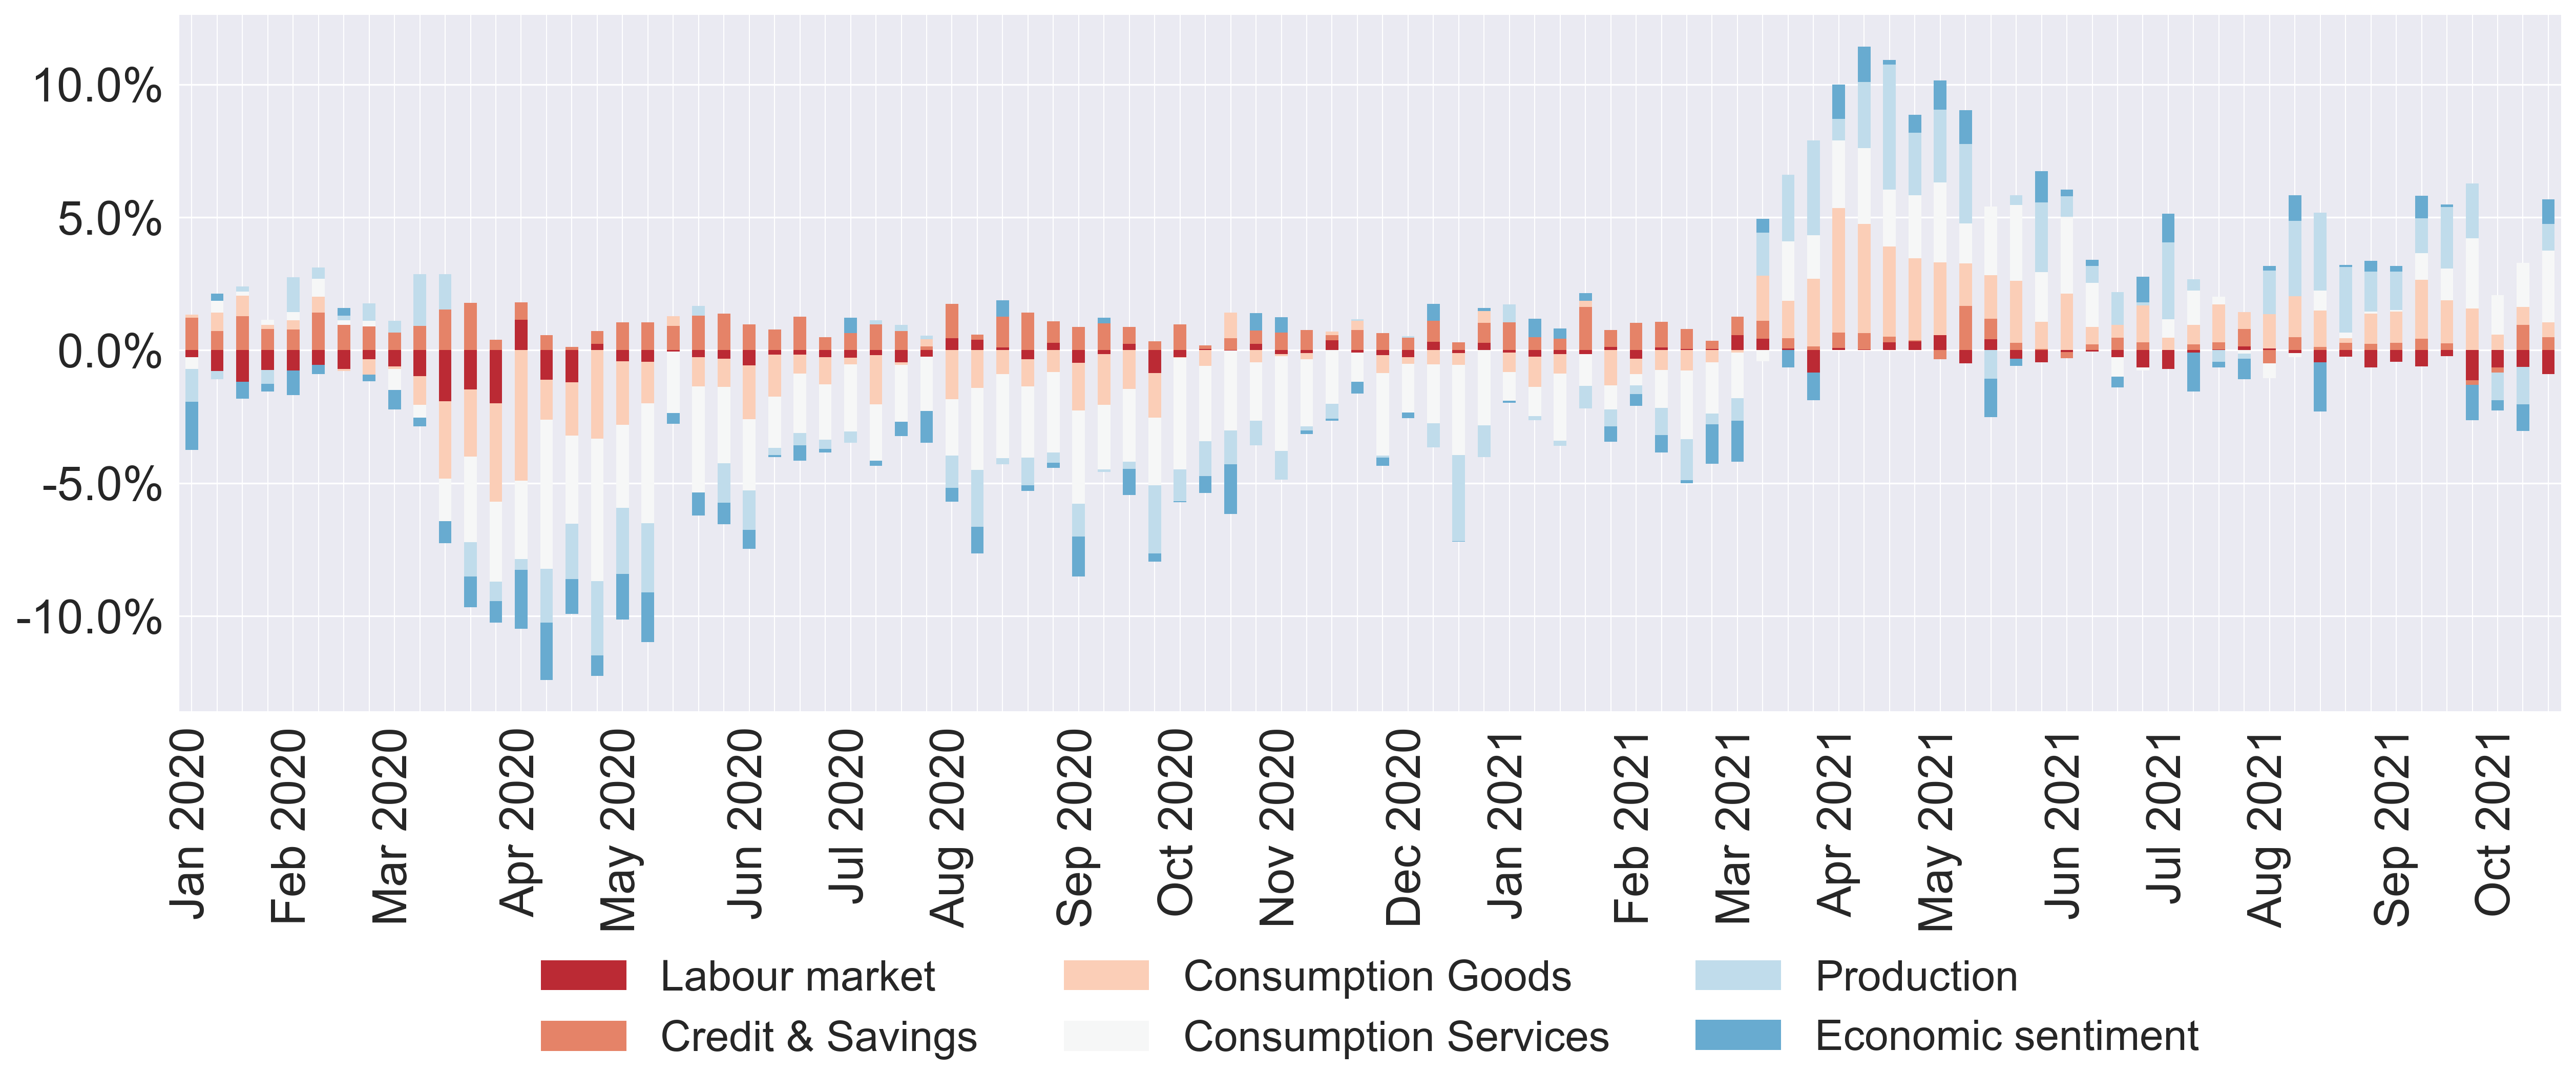 10.0%
5.0%
0.0%
-5.0%
-10.0%
Jan 2020
Feb 2020
Mar 2020
Apr 2020
May 2020
Jun 2020
Jul 2020
Aug 2020
Sep 2020
Oct 2020
Nov 2020
Dec 2020
Jan 2021
Feb 2021
Mar 2021
Apr 2021
May 2021
Jun 2021
Jul 2021
Aug 2021
Sep 2021
Oct 2021
Labour market
Consumption Goods
Production
Credit & Savings
Consumption Services
Economic sentiment